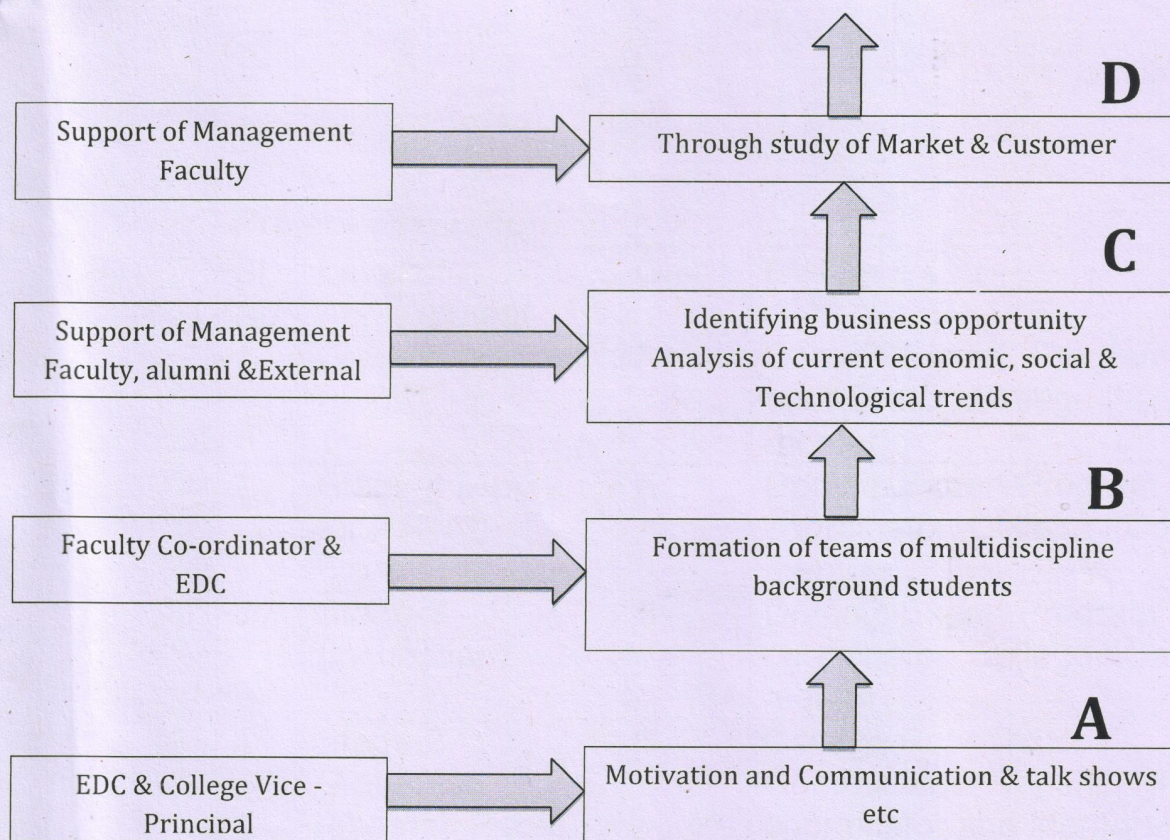 D
Support of Management
Faculty
Through study of Market & Customer
C
Support of Management
Faculty, alumni &External
Identifying business opportunity
Analysis of current economic, social &
Technological trends
B
Faculty Co-ordinator &
EDC
Formation of teams of multidiscipline
background students
A
EDC & College Vice -
Principal
Motivation and Communication & talk shows
etc